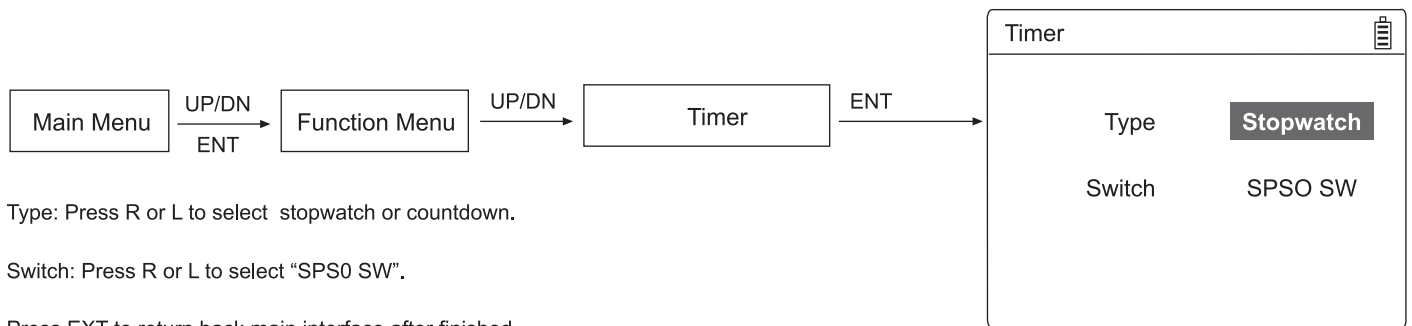 Main Menu
UP/DN
ENT
Function Menu
UP/DN
Timer
ENT
Timer
Type Stopwatch
Switch SPSO SW
Type: Press R or L to select stopwatch or countdown.
Switch: Press R or L to select “SPS0 SW”.
Press EXT to return back main interface after finished